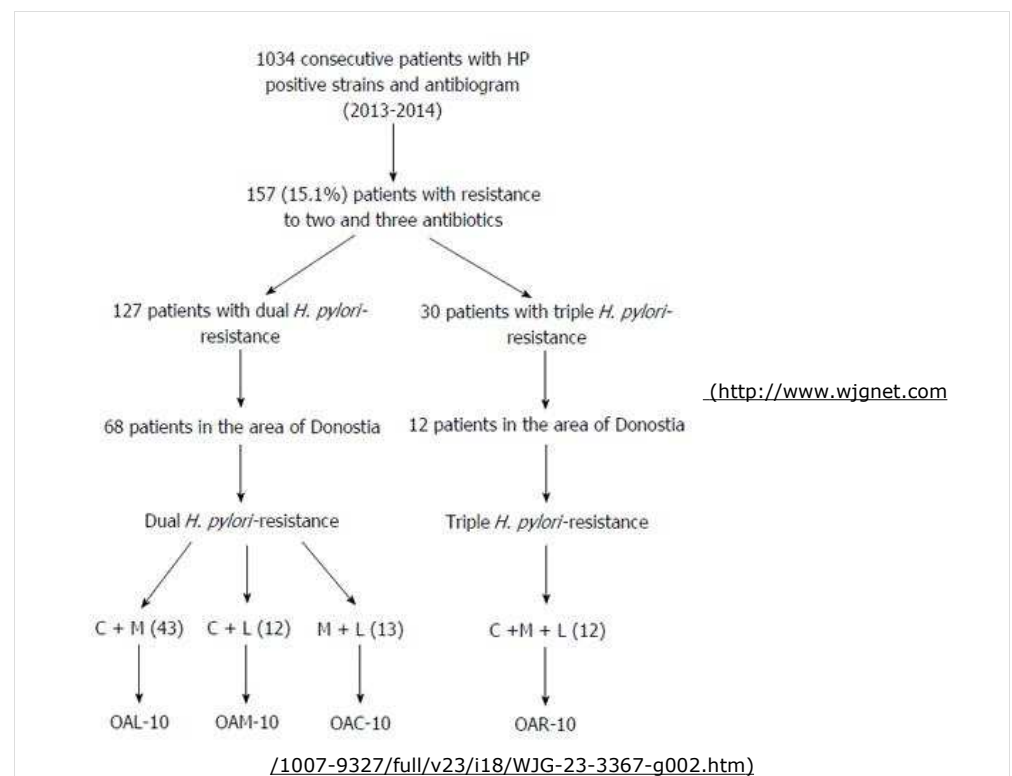 1034 consecutive patients with HP
positive strains and antibiogram
(2013-2014)
157 (15.1%) patients with resistance
to two and three antibiotics
127 patients with dual H. pylori-
resistance
30 patients with triple H. pylori-
resistance
(http://www.wjgnet.com
68 patients in the area of Donostia
12 patients in the area of Donostia
Dual H. pylori-resistance
Triple H. pylori-resistance
C + M (43) C + L (12) M + L (13) C +M + L (12)
OAL-10 OAM-10 OAC-10 OAR-10
/1007-9327/full/v23/i18/WJG-23-3367-g002.htm)